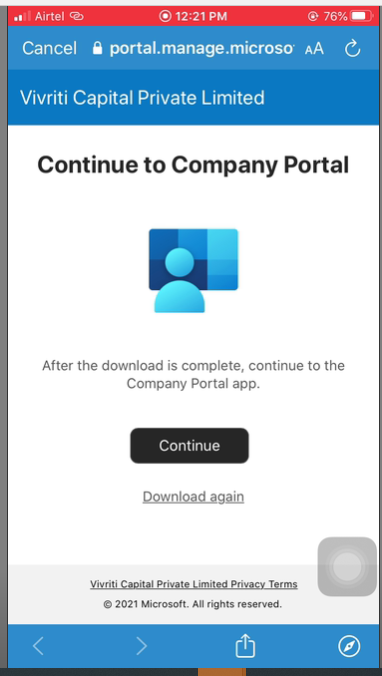 Airtel 12:21 PM 76%
Cancel portal.manage.microso AA
Vivriti Capital Private Limited
Continue to Company Portal
After the download is complete, continue to the
Company Portal app.
Continue
Download again
Vivriti Capital Private Limited Privacy Terms
© 2021 Microsoft. All rights reserved.